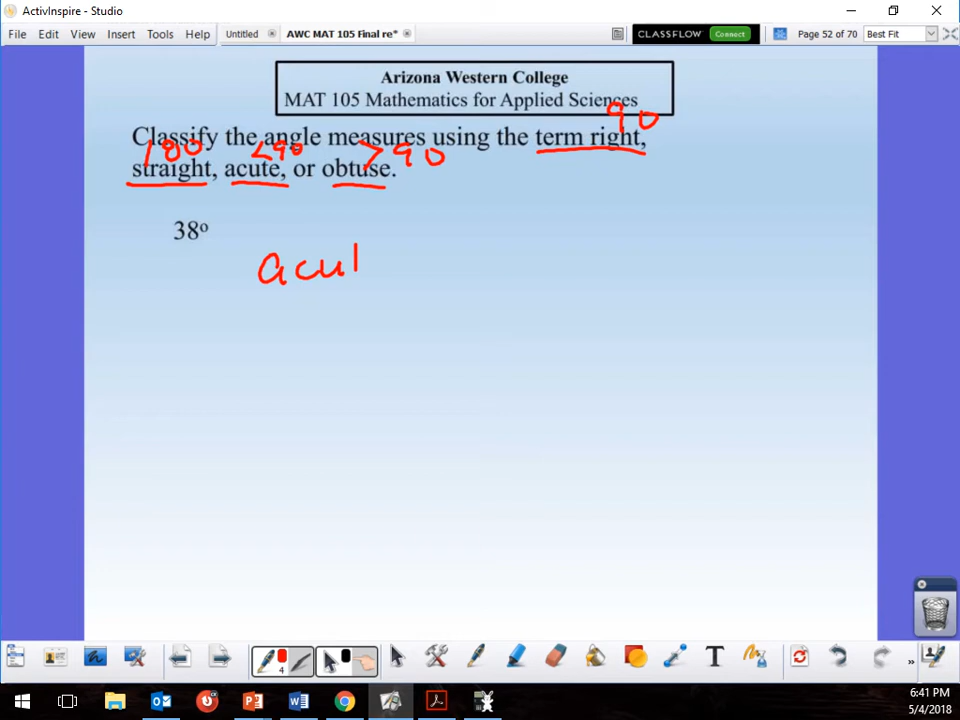 ActivInspire - Studio
File Edit View Insert Tools Help Untitled AWC MAT 105 Final re* CLASSFLOW Connect Page 52 of 70 Best Fit
Arizona Western College
MAT 105 Mathematics for Applied Sciences
90
Classify the angle measures using the term right,
180 <90 >90
straight, acute, or obtuse.
38º
acul
4
T
»
6:41 PM
5/4/2018